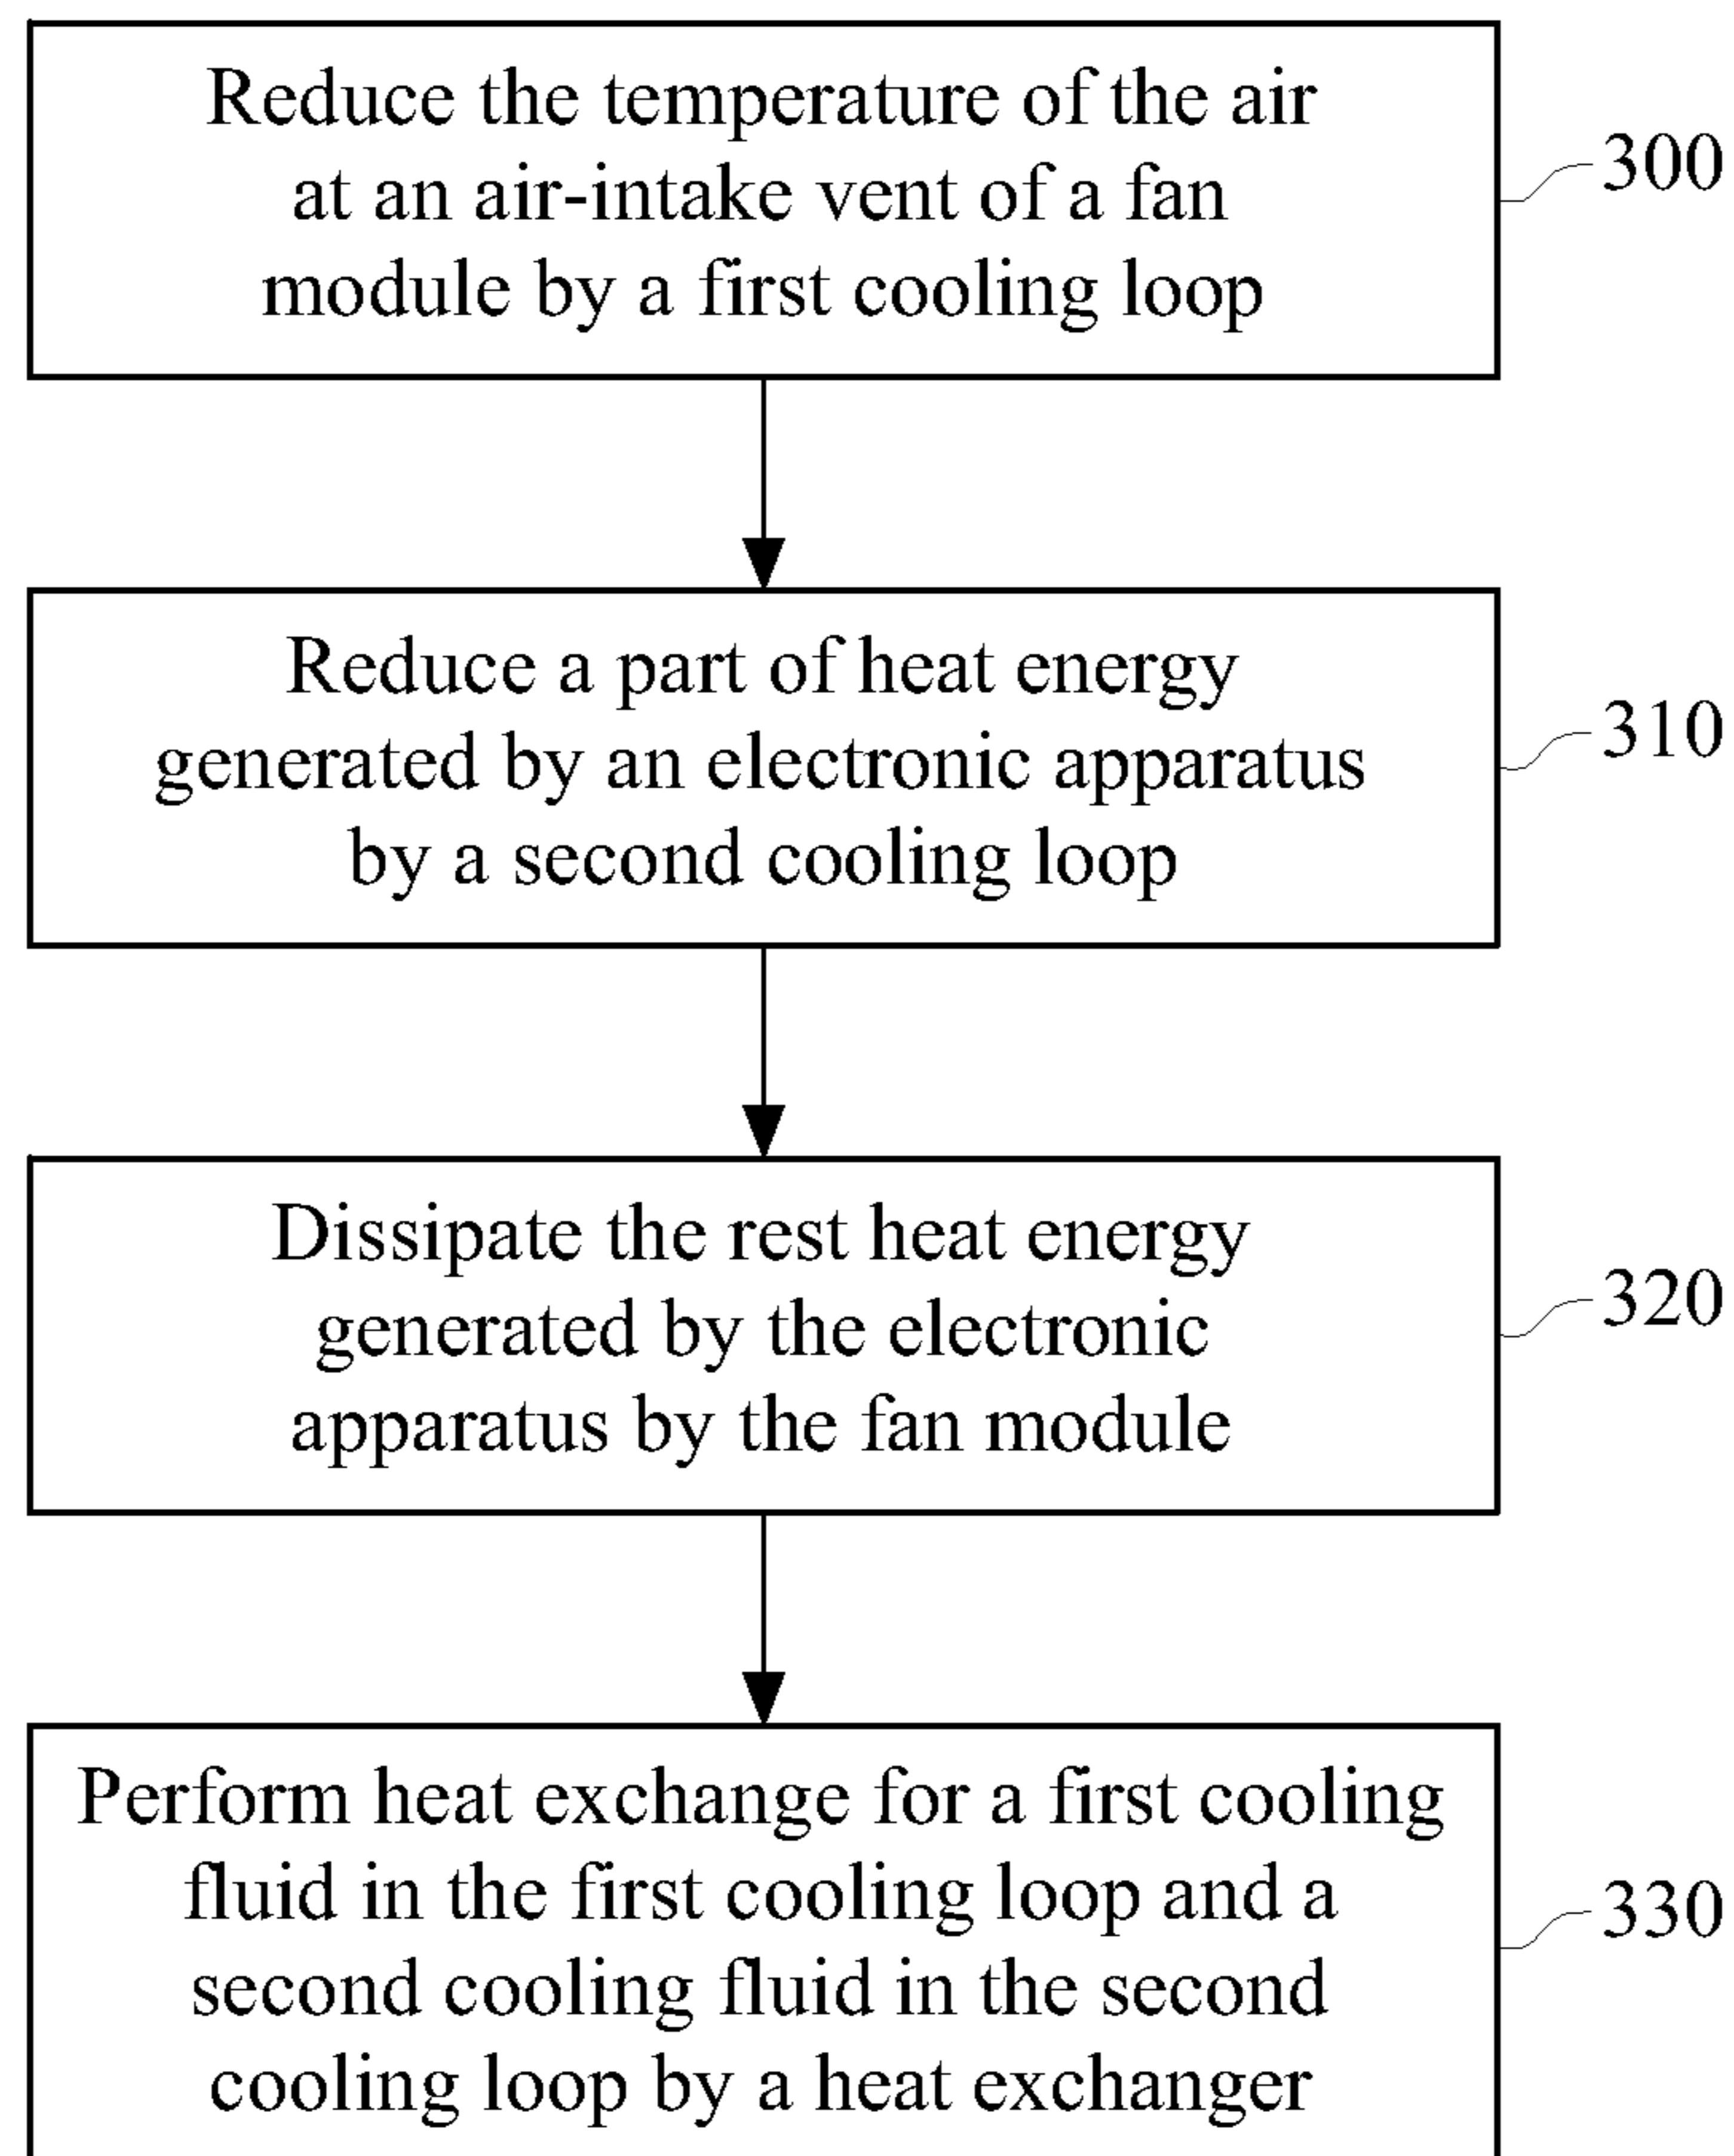 Reduce the temperature of the air
at an air-intake vent of a fan
module by a first cooling loop
300
Reduce a part of heat energy
generated by an electronic apparatus
by a second cooling loop
310
Dissipate the rest heat energy
generated by the electronic
apparatus by the fan module
320
Perform heat exchange for a first cooling
fluid in the first cooling loop and a
second cooling fluid in the second
cooling loop by a heat exchanger
330